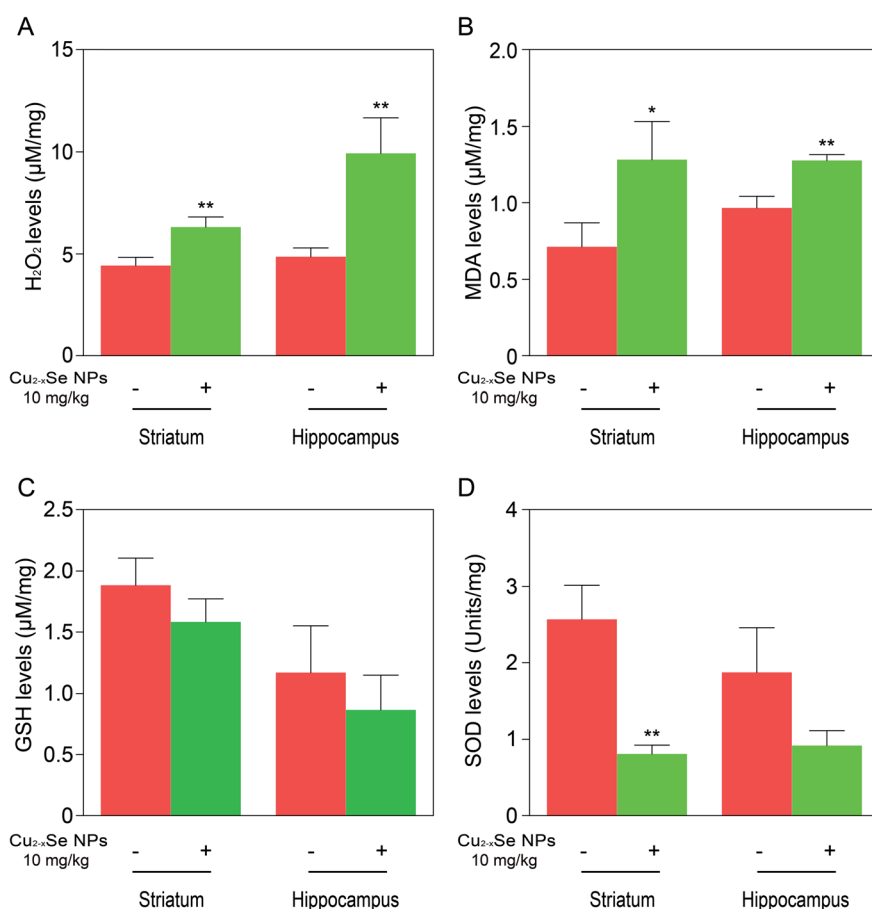 A
H₂O₂ levels (μM/mg)
15
10
5
0
**
**
Cu₂₋ₓSe NPs
10 mg/kg
- + - +
Striatum Hippocampus
B
MDA levels (μM/mg)
2.0
1.5
1.0
0.5
0
*
**
Cu₂₋ₓSe NPs
10 mg/kg
- + - +
Striatum Hippocampus
C
GSH levels (μM/mg)
2.5
2.0
1.5
1.0
0.5
0
Cu₂₋ₓSe NPs
10 mg/kg
- + - +
Striatum Hippocampus
D
SOD levels (Units/mg)
4
3
2
1
0
**
Cu₂₋ₓSe NPs
10 mg/kg
- + - +
Striatum Hippocampus